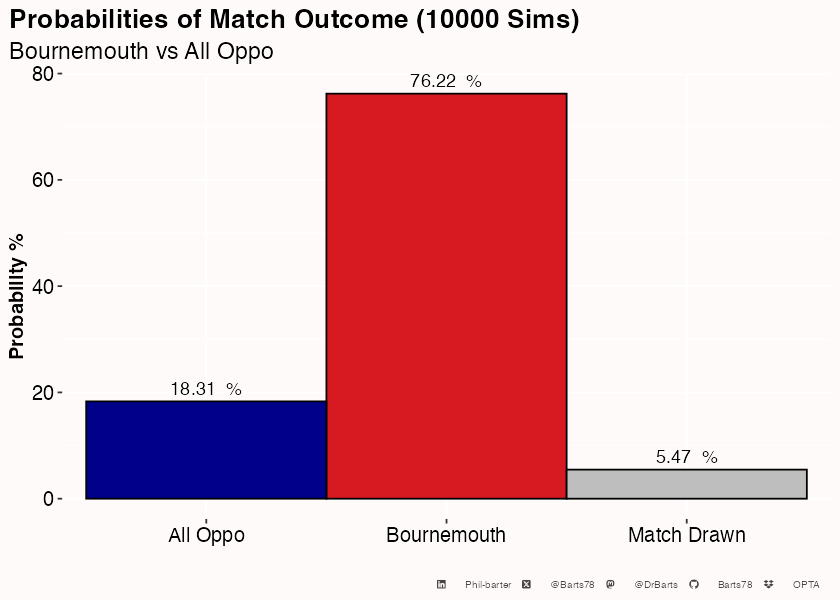 Probabilities of Match Outcome (10000 Sims)
Bournemouth vs All Oppo
80
76.22 %
60
Probability %
40
18.31 %
20
5.47 %
0
All Oppo Bournemouth Match Drawn
Phil-barter @Barts78 @DrBarts Barts78 OPTA